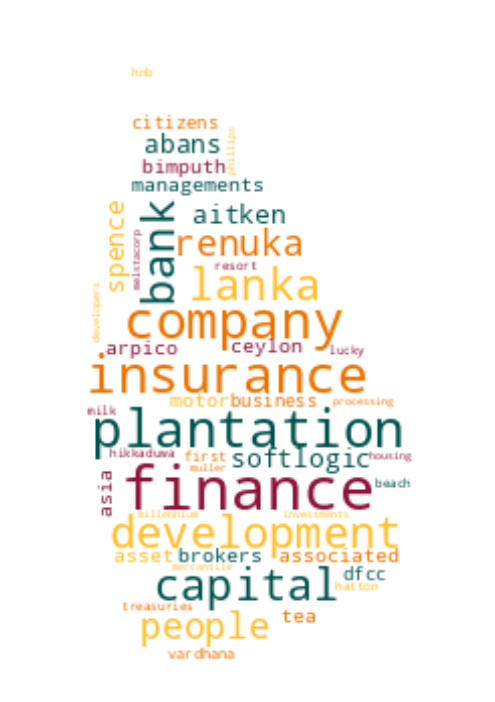 hnb
citizens
phillips
abans
bimputh
managements
spence
bank
aitken
melstacorp
renuka
resort
lanka
developers
company
arpico
ceylon
lucky
insurance
motor
business
processing
milk
plantation
hikkaduwa
first
softlogic
housing
muller
asia
finance
beach
millennium
investments
development
asset
brokers
associated
mercantile
capital
dfcc
hatton
treasuries
people
tea
vardhana